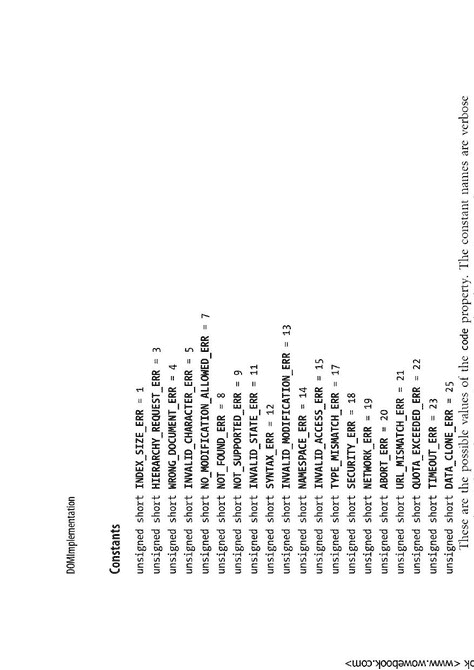 DOMImplementation
Constants
unsigned short INDEX_SIZE_ERR = 1
unsigned short HIERARCHY_REQUEST_ERR = 3
unsigned short WRONG_DOCUMENT_ERR = 4
unsigned short INVALID_CHARACTER_ERR = 5
unsigned short NO_MODIFICATION_ALLOWED_ERR = 7
unsigned short NOT_FOUND_ERR = 8
unsigned short NOT_SUPPORTED_ERR = 9
unsigned short INVALID_STATE_ERR = 11
unsigned short SYNTAX_ERR = 12
unsigned short INVALID_MODIFICATION_ERR = 13
unsigned short NAMESPACE_ERR = 14
unsigned short INVALID_ACCESS_ERR = 15
unsigned short TYPE_MISMATCH_ERR = 17
unsigned short SECURITY_ERR = 18
unsigned short NETWORK_ERR = 19
unsigned short ABORT_ERR = 20
unsigned short URL_MISMATCH_ERR = 21
unsigned short QUOTA_EXCEEDED_ERR = 22
unsigned short TIMEOUT_ERR = 23
unsigned short DATA_CLONE_ERR = 25
These are the possible values of the code property. The constant names are verbose
ok <www.wowebook.com>